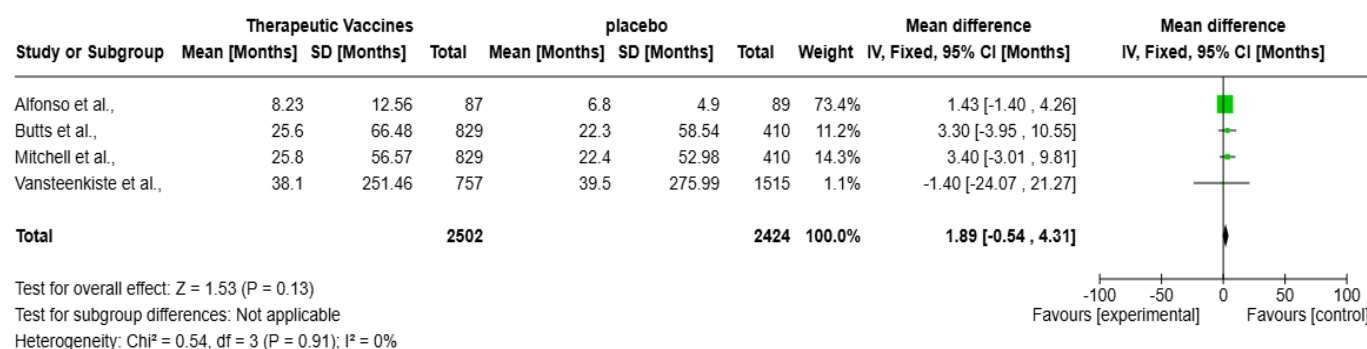 Therapeutic Vaccines placebo Mean difference Mean difference
Study or Subgroup Mean [Months] SD [Months] Total Mean [Months] SD [Months] Total Weight IV, Fixed, 95% CI [Months] IV, Fixed, 95% CI [Months]
Alfonso et al., 8.23 12.56 87 6.8 4.9 89 73.4% 1.43 [-1.40 , 4.26]
Butts et al., 25.6 66.48 829 22.3 58.54 410 11.2% 3.30 [-3.95 , 10.55]
Mitchell et al., 25.8 56.57 829 22.4 52.98 410 14.3% 3.40 [-3.01 , 9.81]
Vansteenkiste et al., 38.1 251.46 757 39.5 275.99 1515 1.1% -1.40 [-24.07 , 21.27]
Total 2502 2424 100.0% 1.89 [-0.54 , 4.31]
Test for overall effect: Z = 1.53 (P = 0.13)
-100 -50 0 50 100
Test for subgroup differences: Not applicable
Favours [experimental] Favours [control]
Heterogeneity: Chi² = 0.54, df = 3 (P = 0.91); I² = 0%